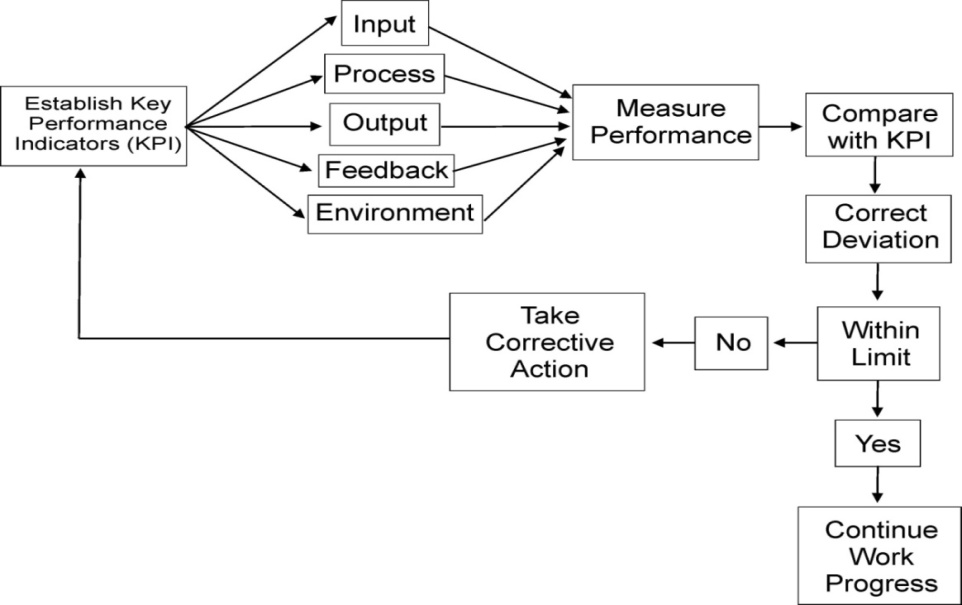 Establish Key
Performance
Indicators (KPI)
Input
Process
Output
Feedback
Environment
Measure
Performance
Compare
with KPI
Correct
Deviation
Within
Limit
No
Take
Corrective
Action
Yes
Continue
Work
Progress